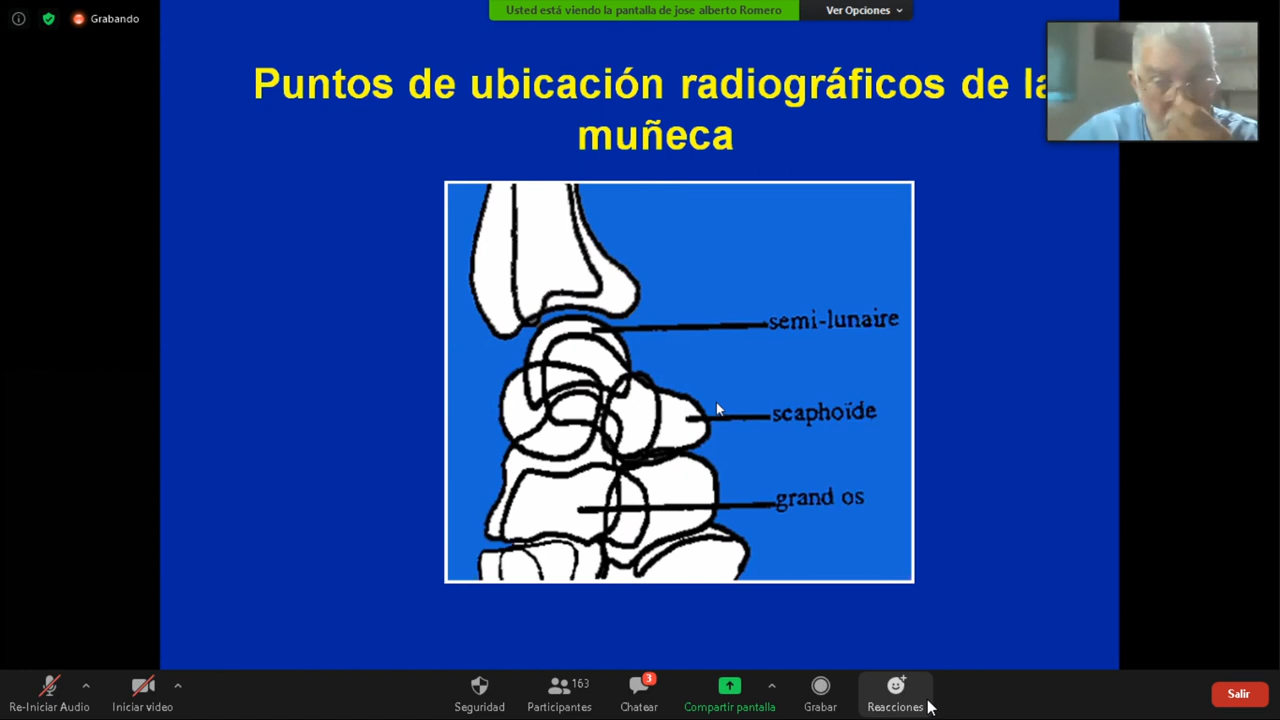 Grabando
Usted está viendo la pantalla de jose alberto Romero
Ver Opciones
Puntos de ubicación radiográficos de la
muñeca
semi-lunaire
scaphoïde
grand os
Re-Iniciar Audio
Iniciar video
Seguridad
163
Participantes
3
Chatear
Compartir pantalla
Grabar
Reacciones
Salir